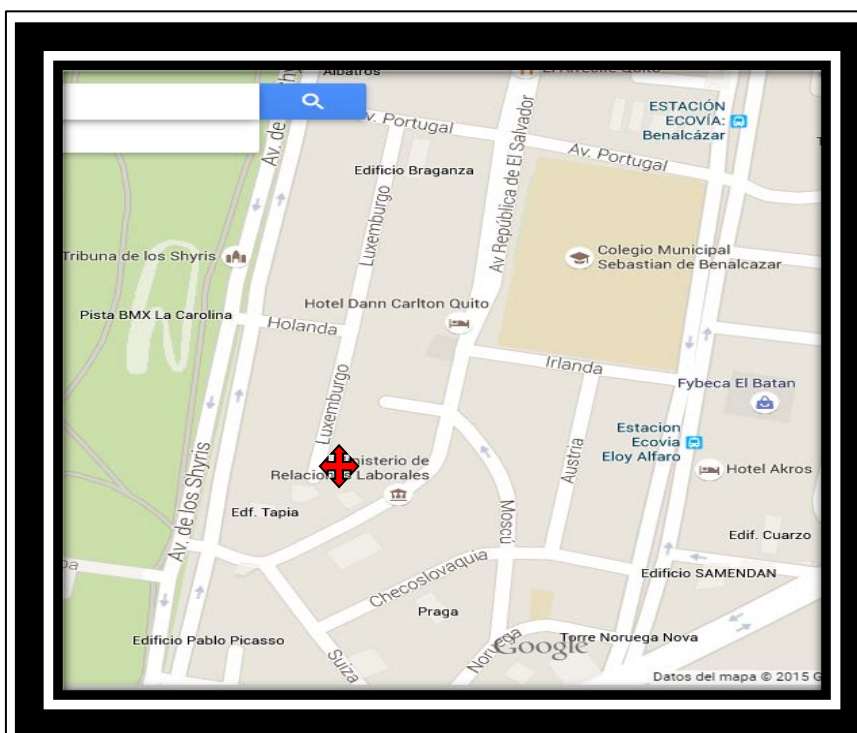 Albatros
ESTACIÓN
ECOVÍA:
Benalcázar
Portugal
Av. Portugal
Edificio Braganza
Av República de El Salvador
Luxemburgo
Colegio Municipal
Sebastian de Benalcazar
Tribuna de los Shyris
Hotel Dann Carlton Quito
Pista BMX La Carolina
Holanda
Irlanda
Luxemburgo
Fybeca El Batan
Estacion
Ecovia
Eloy Alfaro
Austria
Hotel Akros
Relaciones Laborales
Av. de los Shyris
Edf. Tapia
Moscú
Edif. Cuarzo
Checoslovaquia
Edificio SAMENDAN
Praga
Edificio Pablo Picasso
Suiza
Noruega
Google
Torre Noruega Nova
Datos del mapa © 2015 G